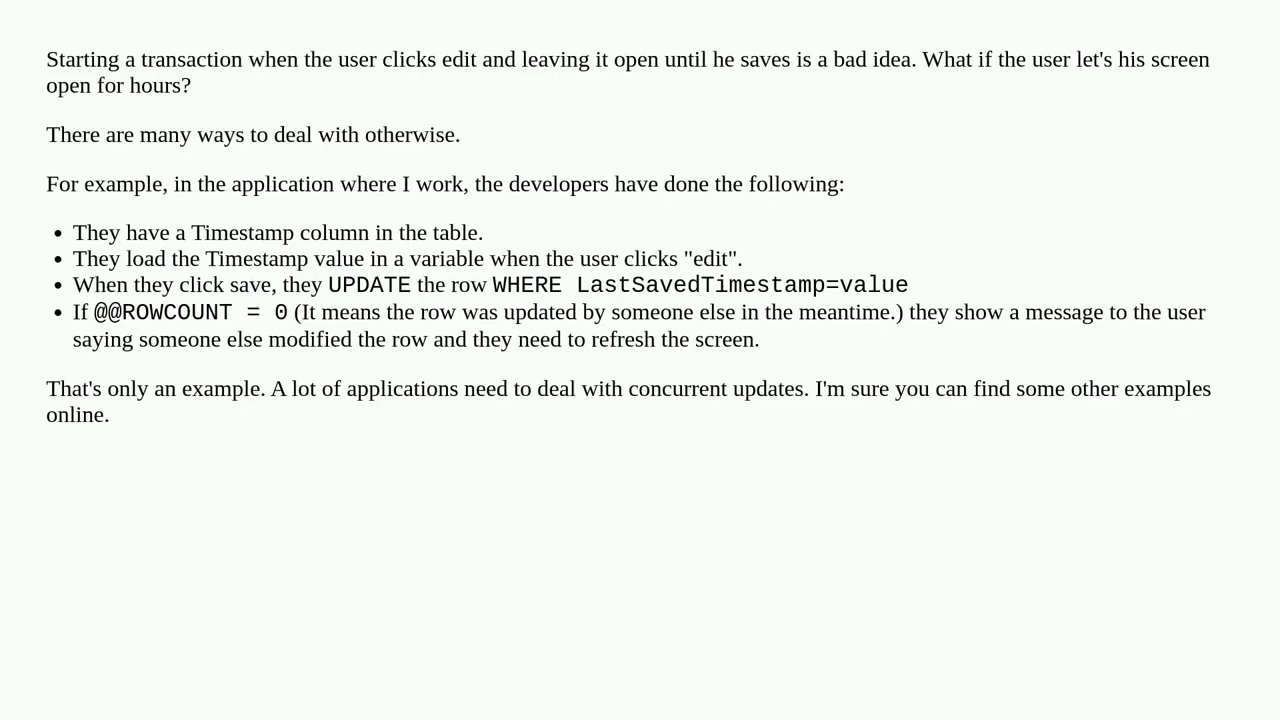 Starting a transaction when the user clicks edit and leaving it open until he saves is a bad idea. What if the user let's his screen
open for hours?
There are many ways to deal with otherwise.
For example, in the application where I work, the developers have done the following:
• They have a Timestamp column in the table.
• They load the Timestamp value in a variable when the user clicks "edit".
• When they click save, they UPDATE the row WHERE LastSavedTimestamp=value
• If @@ROWCOUNT = 0 (It means the row was updated by someone else in the meantime.) they show a message to the user
saying someone else modified the row and they need to refresh the screen.
That's only an example. A lot of applications need to deal with concurrent updates. I'm sure you can find some other examples
online.